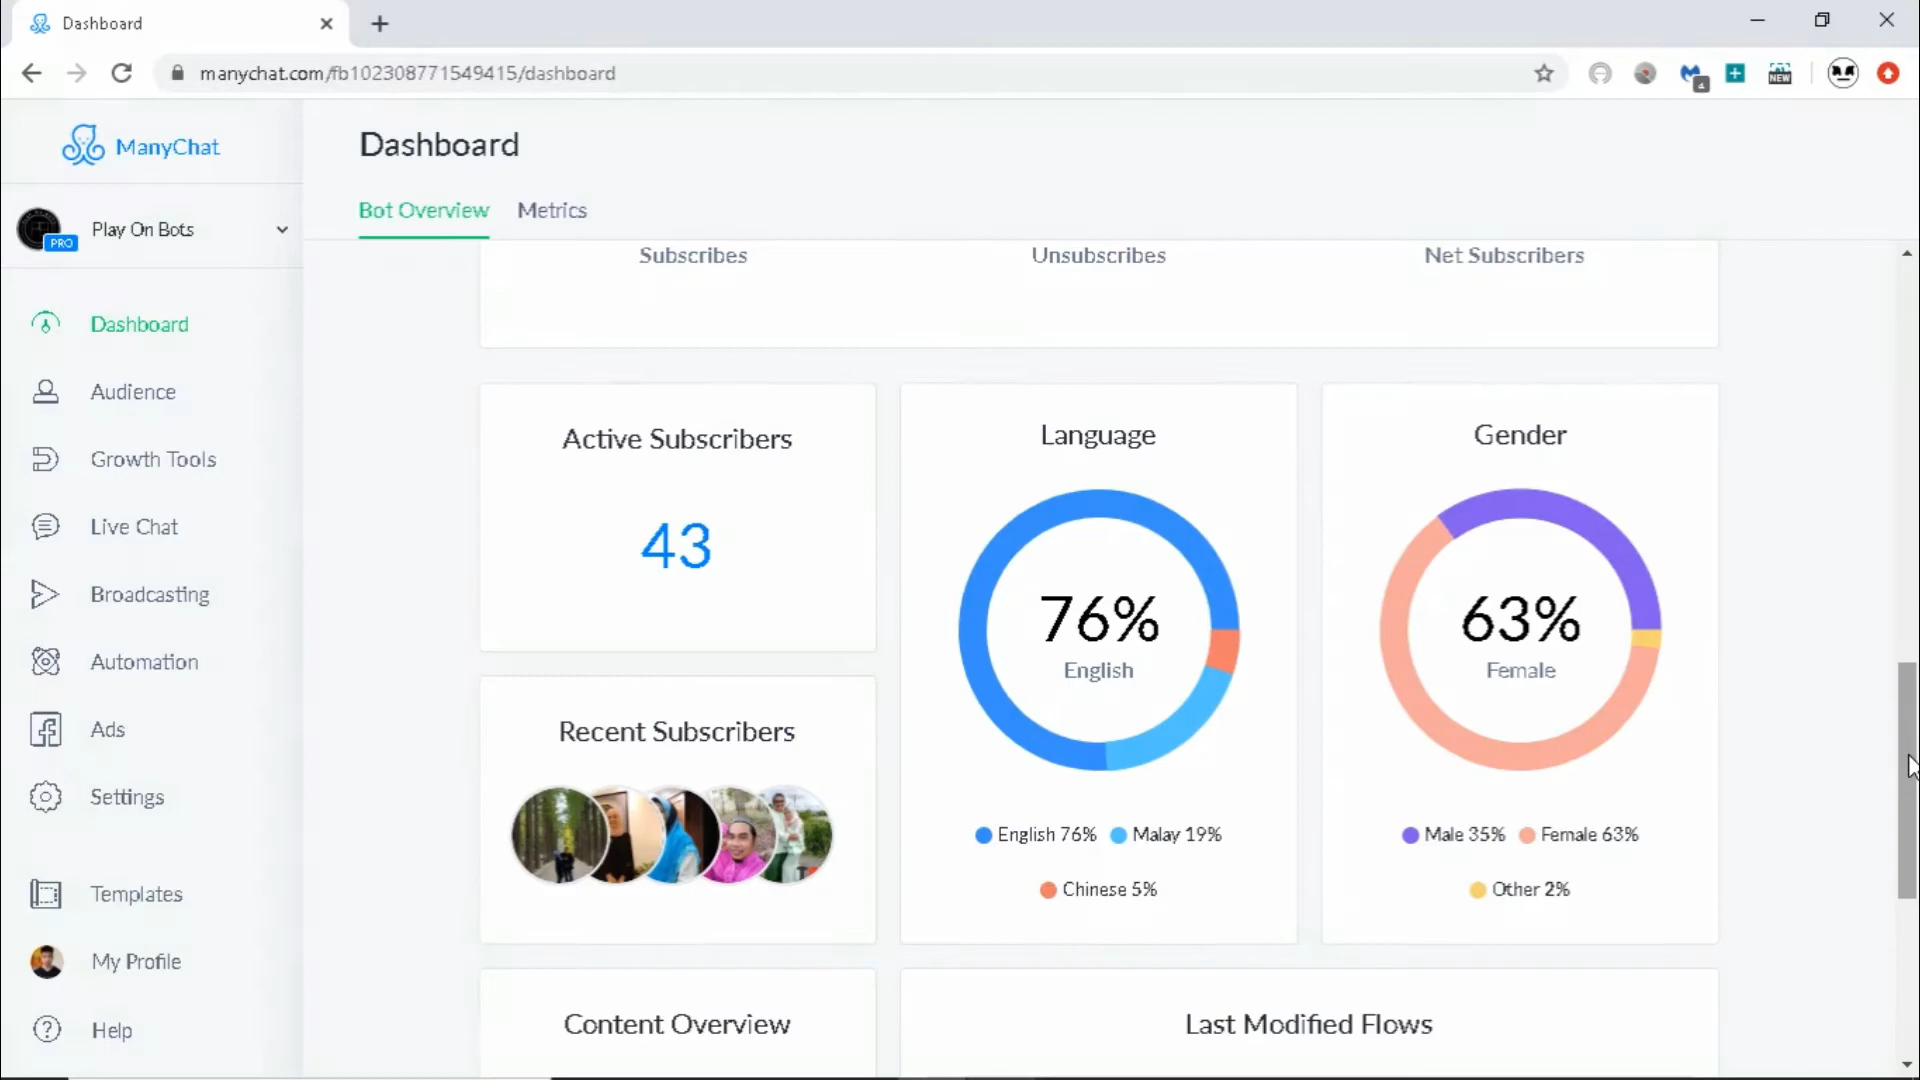 Dashboard
manychat.com/fb102308771549415/dashboard
4
NEW
ManyChat
Dashboard
Play On Bots
PRO
Bot Overview
Metrics
Subscribes
Unsubscribes
Net Subscribers
Dashboard
Audience
Growth Tools
Live Chat
Broadcasting
Automation
Ads
Settings
Templates
My Profile
Help
Active Subscribers
43
Recent Subscribers
Language
76%
English
English 76%
Malay 19%
Chinese 5%
Gender
63%
Female
Male 35%
Female 63%
Other 2%
Content Overview
Last Modified Flows